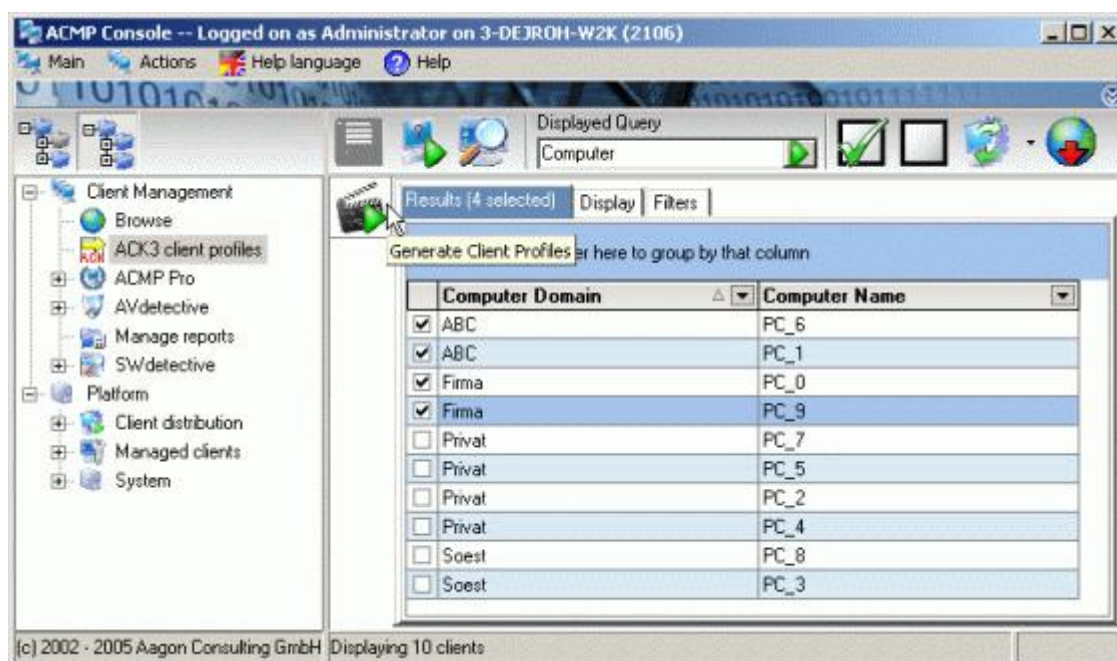 ACMP Console -- Logged on as Administrator on 3-DEJROH-W2K (2106)
Main Actions Help language Help
Displayed Query
Computer
Client Management
Browse
ACK3 client profiles
ACMP Pro
AVdetective
Manage reports
SWdetective
Platform
Client distribution
Managed clients
System
Results (4 selected) Display Filters
Generate Client Profiles
er here to group by that column
Computer Domain Computer Name
ABC PC_6
ABC PC_1
Firma PC_0
Firma PC_9
Privat PC_7
Privat PC_5
Privat PC_2
Privat PC_4
Soest PC_8
Soest PC_3
(c) 2002 - 2005 Aagon Consulting GmbH Displaying 10 clients